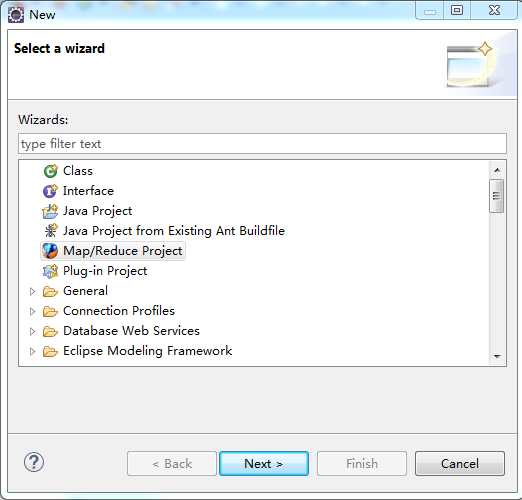 New
Select a wizard
Wizards:
type filter text
Class
Interface
Java Project
Java Project from Existing Ant Buildfile
Map/Reduce Project
Plug-in Project
General
Connection Profiles
Database Web Services
Eclipse Modeling Framework
?
< Back Next > Finish Cancel